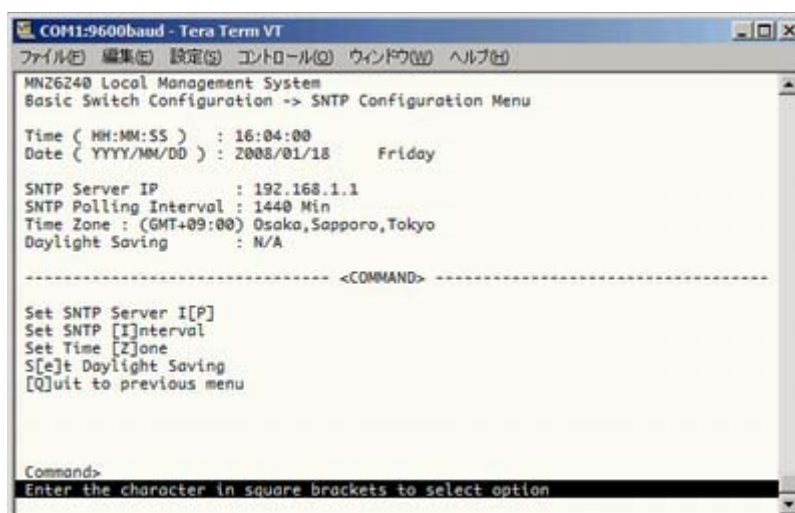 COM1:9600baud - Tera Term VT
ファイル(F) 編集(E) 設定(S) コントロール(O) ウィンドウ(W) ヘルプ(H)
MN26240 Local Management System
Basic Switch Configuration -> SNTP Configuration Menu
Time ( HH:MM:SS ) : 16:04:00
Date ( YYYY/MM/DD ) : 2008/01/18 Friday
SNTP Server IP : 192.168.1.1
SNTP Polling Interval : 1440 Min
Time Zone : (GMT+09:00) Osaka,Sapporo,Tokyo
Daylight Saving : N/A
-------------------------------- <COMMAND> -----------------------------------
Set SNTP Server I[P]
Set SNTP [I]nterval
Set Time [Z]one
S[e]t Daylight Saving
[Q]uit to previous menu
Command>
Enter the character in square brackets to select option